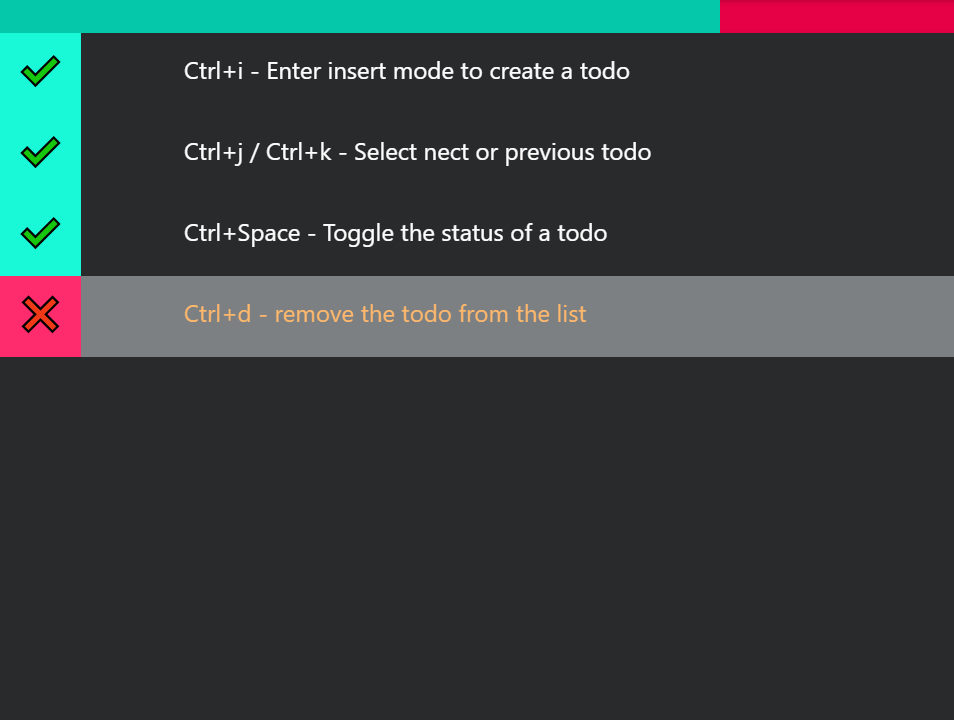 Ctrl+i - Enter insert mode to create a todo
Ctrl+j / Ctrl+k - Select nect or previous todo
Ctrl+Space - Toggle the status of a todo
Ctrl+d - remove the todo from the list